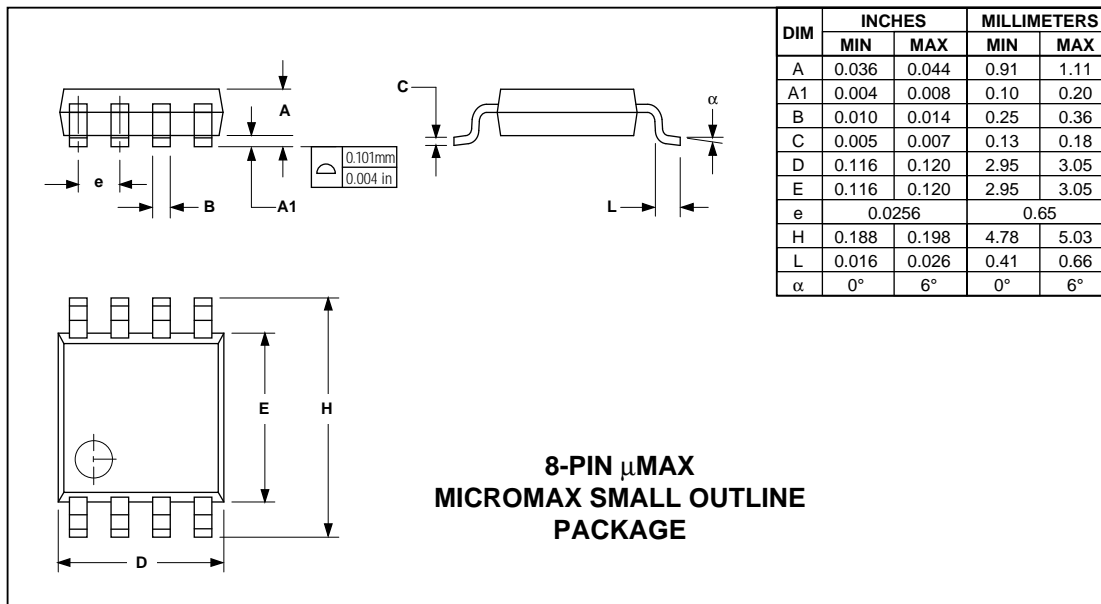 DIM INCHES MILLIMETERS
MIN MAX MIN MAX
A 0.036 0.044 0.91 1.11
A1 0.004 0.008 0.10 0.20
B 0.010 0.014 0.25 0.36
C 0.005 0.007 0.13 0.18
D 0.116 0.120 2.95 3.05
E 0.116 0.120 2.95 3.05
e 0.0256 0.65
H 0.188 0.198 4.78 5.03
L 0.016 0.026 0.41 0.66
α 0° 6° 0° 6°
C
α
A
0.101mm
0.004 in
e
B
A1
L
E
H
D
8-PIN μMAX
MICROMAX SMALL OUTLINE
PACKAGE